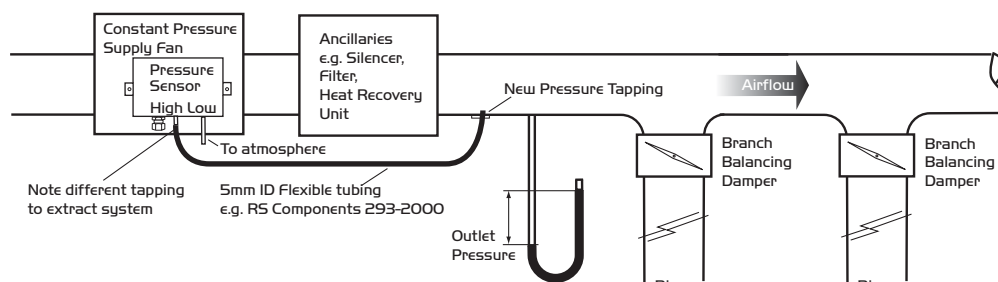 Constant Pressure
Supply Fan
Pressure
Sensor
High Low
Ancillaries
e.g. Silencer,
Filter,
Heat Recovery
Unit
New Pressure Tapping
Airflow
To atmosphere
Note different tapping
to extract system
5mm ID Flexible tubing
e.g. RS Components 293-2000
Outlet
Pressure
Branch
Balancing
Damper
Branch
Balancing
Damper